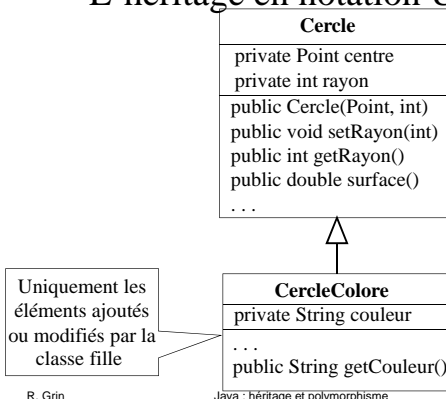 L'héritage en notation
Cercle
private Point centre
private int rayon
public Cercle(Point, int)
public void setRayon(int)
public int getRayon()
public double surface()
. . .
Uniquement les
éléments ajoutés
ou modifiés par la
classe fille
CercleColore
private String couleur
. . .
public String getCouleur()
R. Grin
Java : héritage et polymorphisme